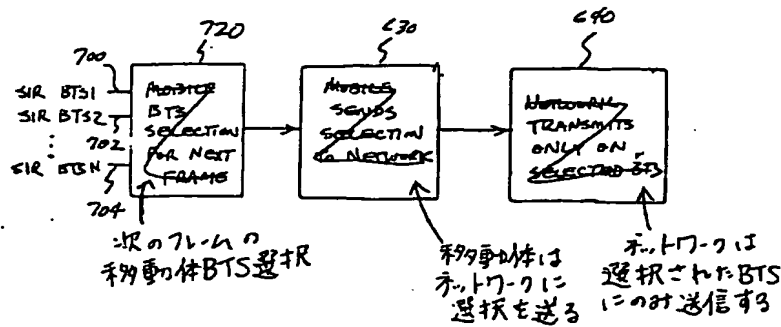 720
630
640
700
SIR BTS1
SIR BTS2
702
SIR BTSN
704
MOBILE
BTS
SELECTION
FOR NEXT
FRAME
MOBILE
SENDS
SELECTION
TO NETWORK
NETWORK
TRANSMITS
ONLY ON
SELECTED BTS
次のフレームの
移動体BTS選択
移動体は
ネットワークに
選択を送る
ネットワークは
選択されたBTS
にのみ送信する